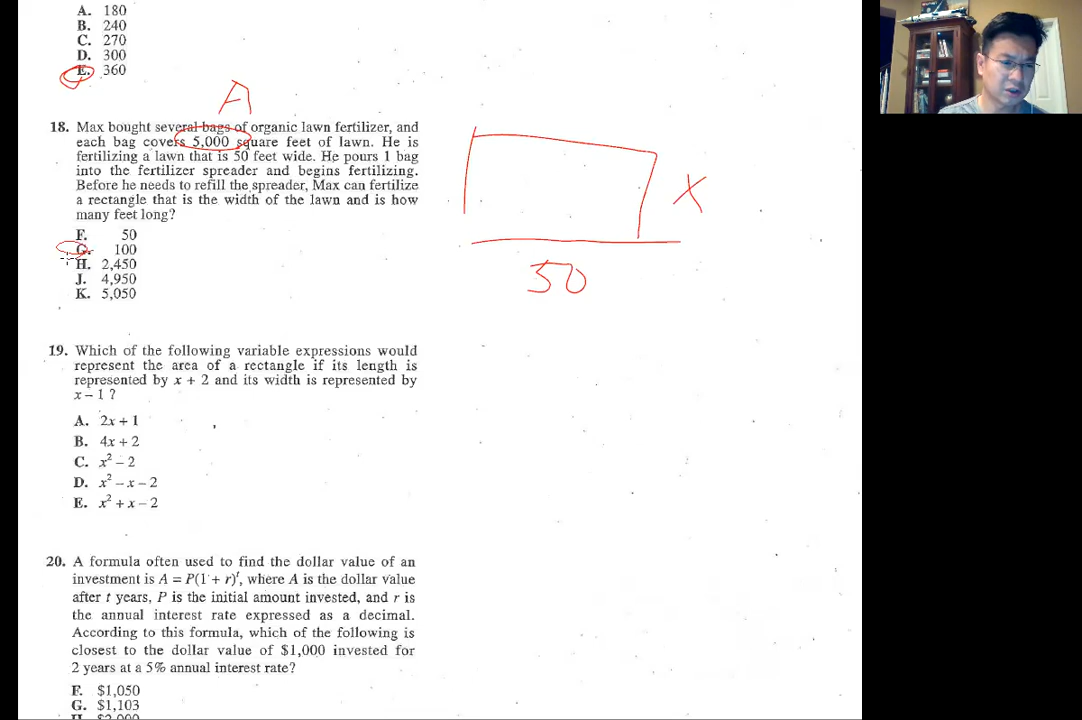 A. 180
B. 240
C. 270
D. 300
E. 360
A
18. Max bought several bags of organic lawn fertilizer, and
each bag covers 5,000 square feet of lawn. He is
fertilizing a lawn that is 50 feet wide. He pours 1 bag
into the fertilizer spreader and begins fertilizing.
Before he needs to refill the spreader, Max can fertilize
a rectangle that is the width of the lawn and is how
many feet long?
F. 50
G. 100
H. 2,450
J. 4,950
K. 5,050
x
50
19. Which of the following variable expressions would
represent the area of a rectangle if its length is
represented by x + 2 and its width is represented by
x – 1 ?
A. 2x + 1
B. 4x + 2
C. x² – 2
D. x² – x – 2
E. x² + x – 2
20. A formula often used to find the dollar value of an
investment is A = P(1 + r)ᵗ, where A is the dollar value
after t years, P is the initial amount invested, and r is
the annual interest rate expressed as a decimal.
According to this formula, which of the following is
closest to the dollar value of $1,000 invested for
2 years at a 5% annual interest rate?
F. $1,050
G. $1,103
H. $2,000